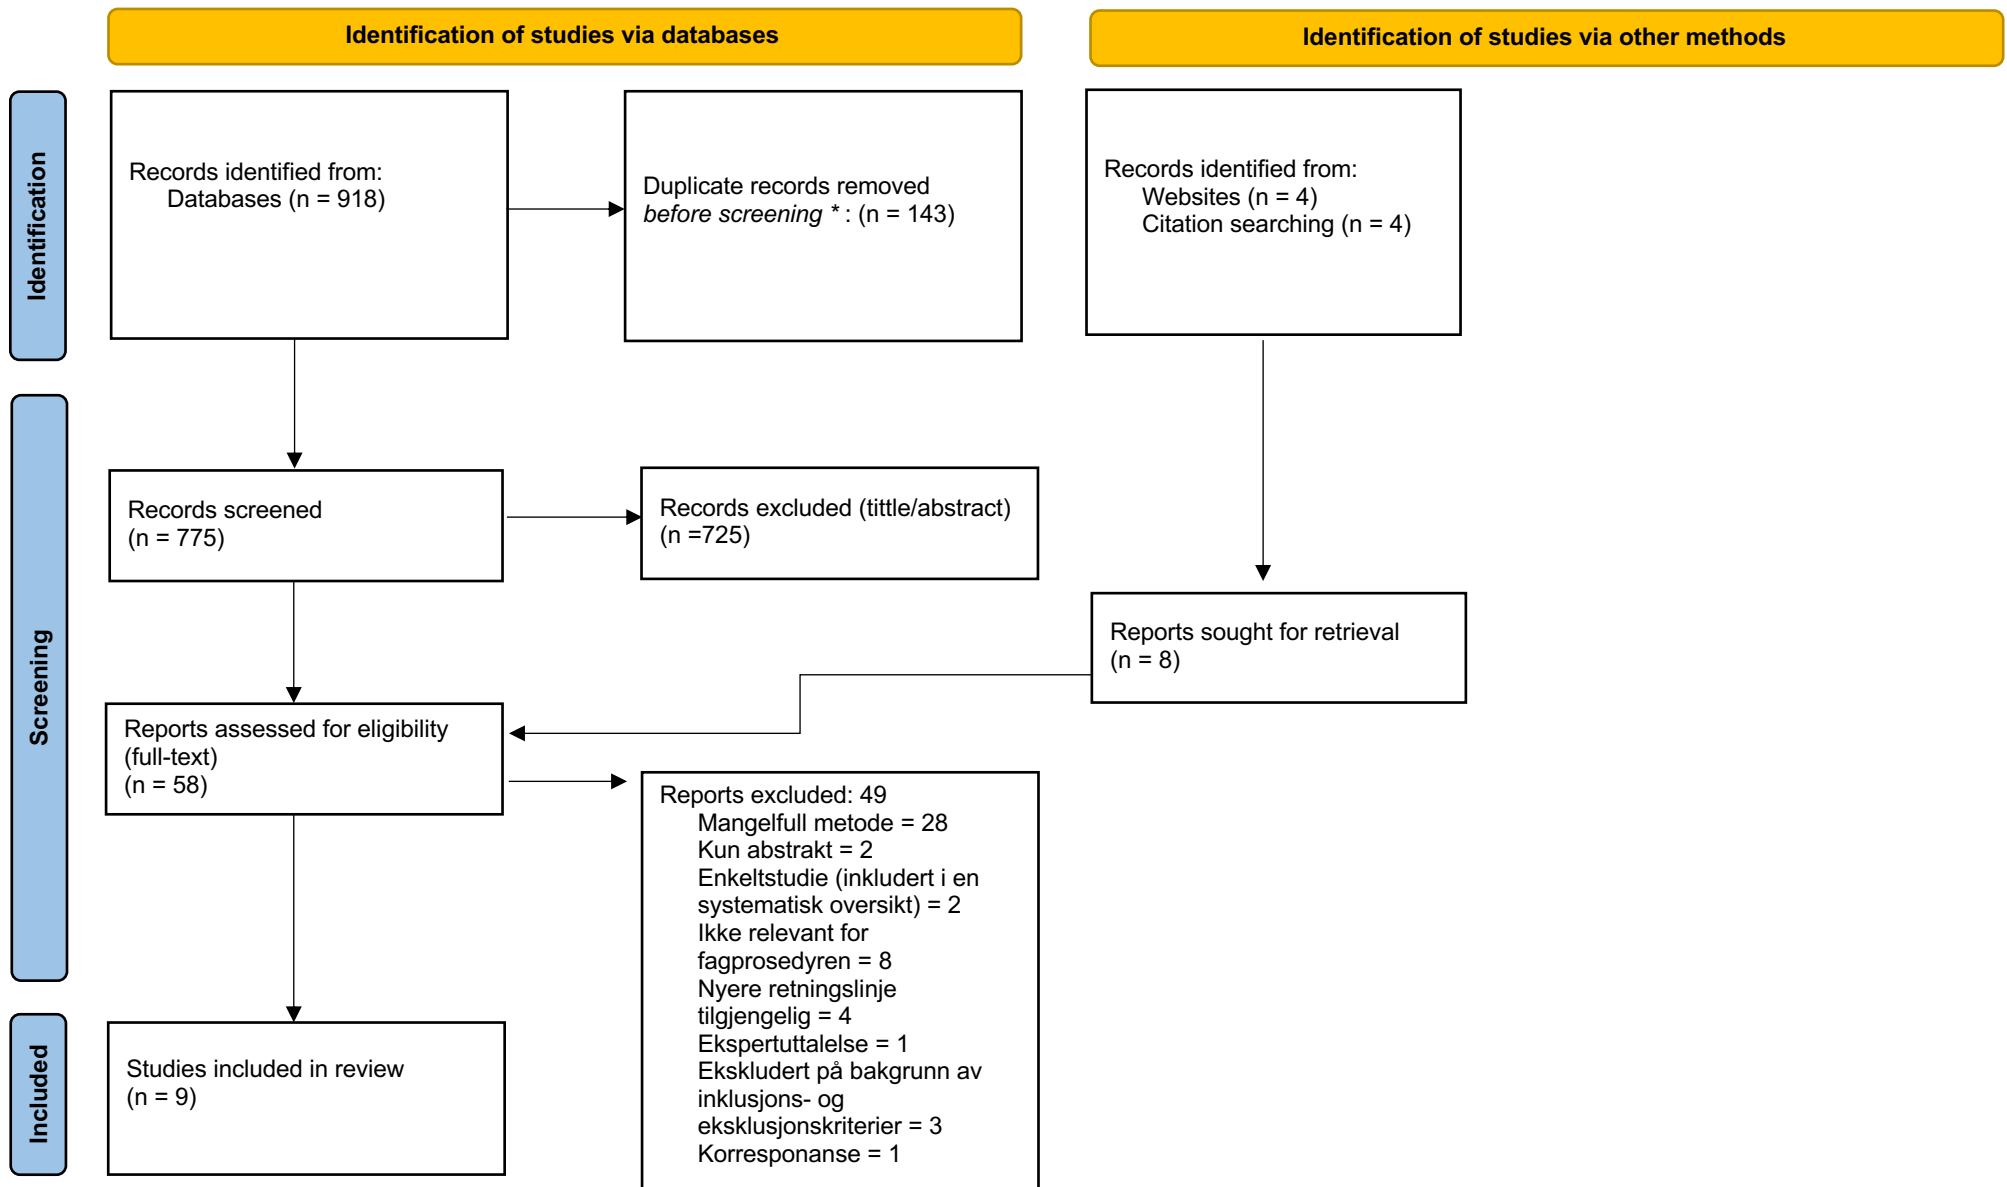 Identification of studies via databases
Identification of studies via other methods
Identification
Records identified from:
Databases (n = 918)
Duplicate records removed
before screening * : (n = 143)
Records identified from:
Websites (n = 4)
Citation searching (n = 4)
Screening
Records screened
(n = 775)
Records excluded (tittle/abstract)
(n =725)
Reports sought for retrieval
(n = 8)
Reports assessed for eligibility
(full-text)
(n = 58)
Reports excluded: 49
Mangelfull metode = 28
Kun abstrakt = 2
Enkeltstudie (inkludert i en
systematisk oversikt) = 2
Ikke relevant for
fagprosedyren = 8
Nyere retningslinje
tilgjengelig = 4
Ekspertuttalelse = 1
Ekskludert på bakgrunn av
inklusjons- og
eksklusjonskriterier = 3
Korresponanse = 1
Included
Studies included in review
(n = 9)